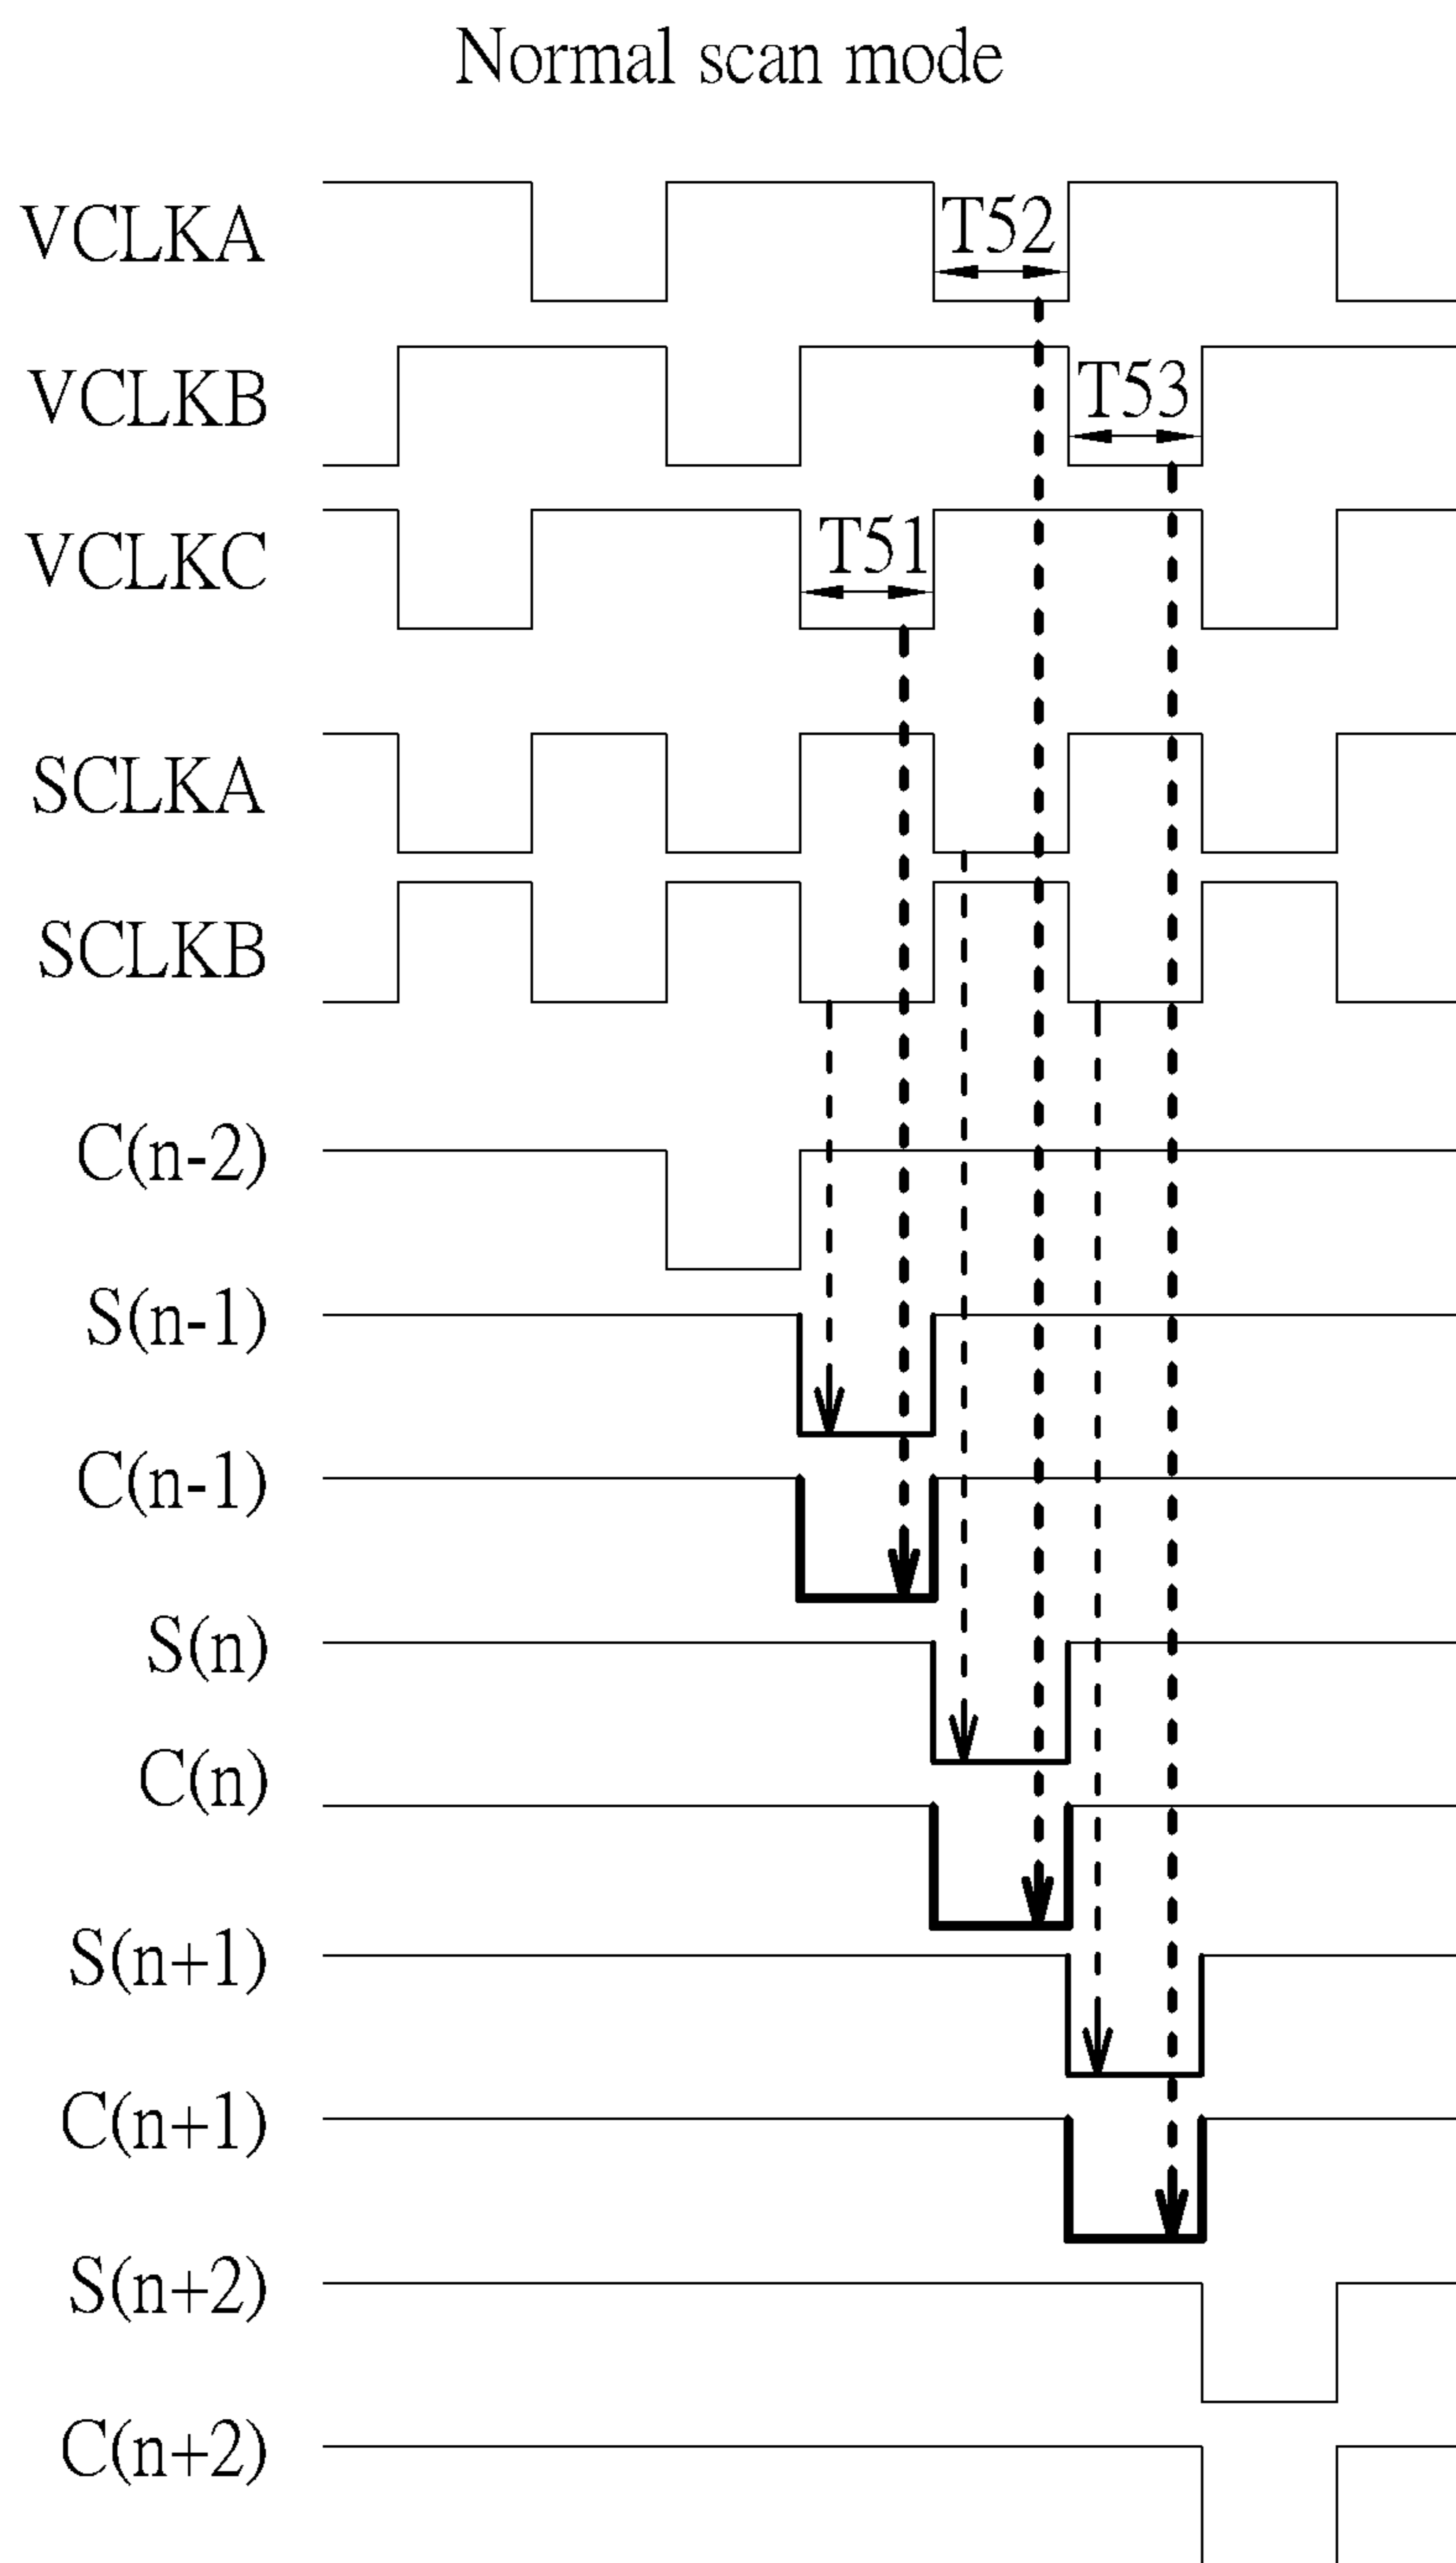 Normal scan mode
VCLKA
T52
VCLKB
T53
VCLKC
T51
SCLKA
SCLKB
C(n-2)
S(n-1)
C(n-1)
S(n)
C(n)
S(n+1)
C(n+1)
S(n+2)
C(n+2)